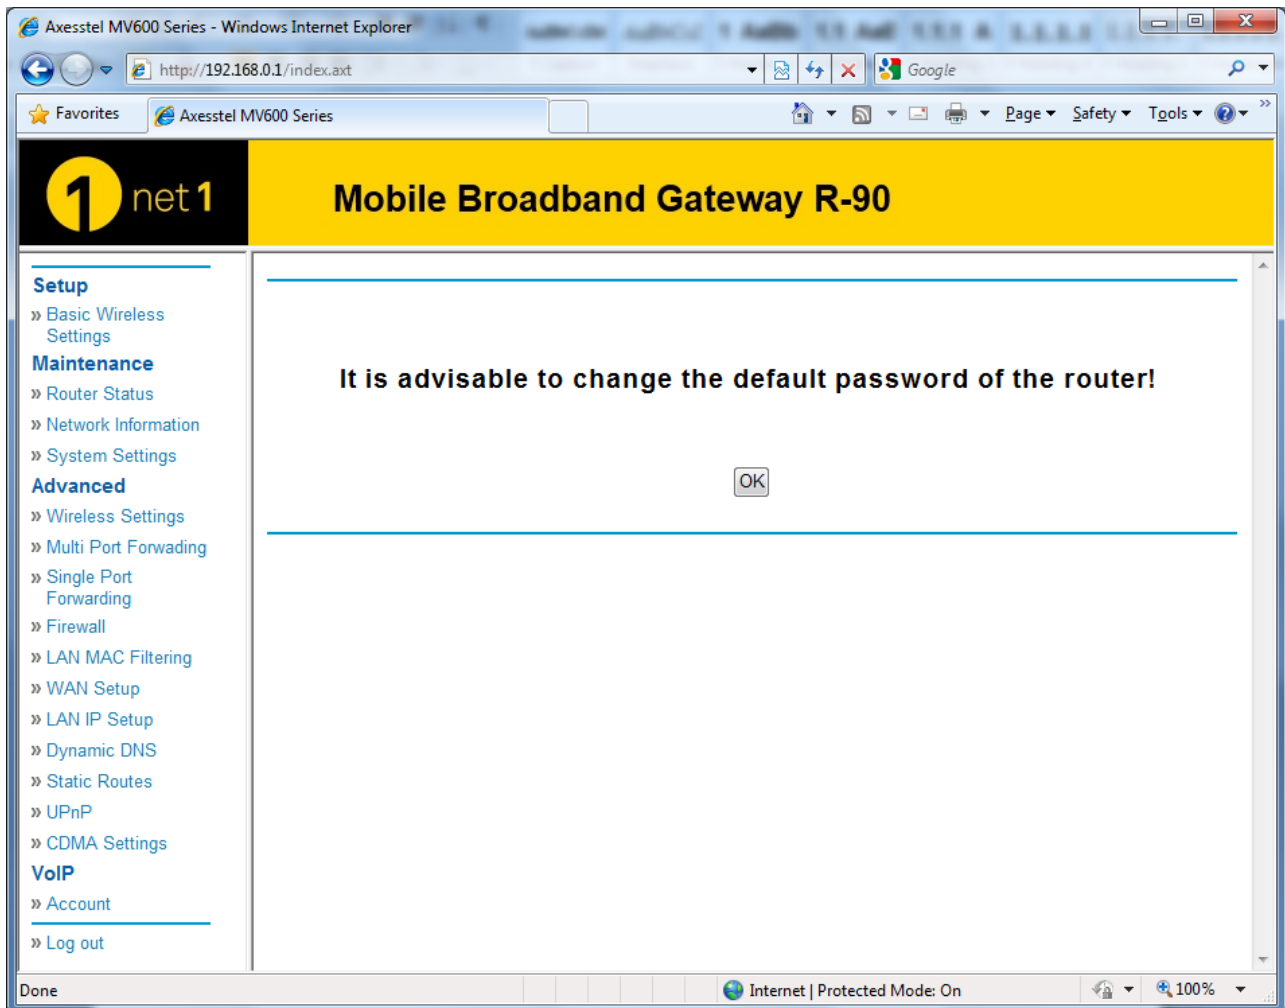 Axesstel MV600 Series - Windows Internet Explorer
http://192.168.0.1/index.axt
Google
Favorites
Axesstel MV600 Series
Page
Safety
Tools
1 net 1
Mobile Broadband Gateway R-90
Setup
» Basic Wireless
Settings
Maintenance
» Router Status
» Network Information
» System Settings
Advanced
» Wireless Settings
» Multi Port Forwading
» Single Port
Forwarding
» Firewall
» LAN MAC Filtering
» WAN Setup
» LAN IP Setup
» Dynamic DNS
» Static Routes
» UPnP
» CDMA Settings
VoIP
» Account
» Log out
It is advisable to change the default password of the router!
OK
Done
Internet | Protected Mode: On
100%